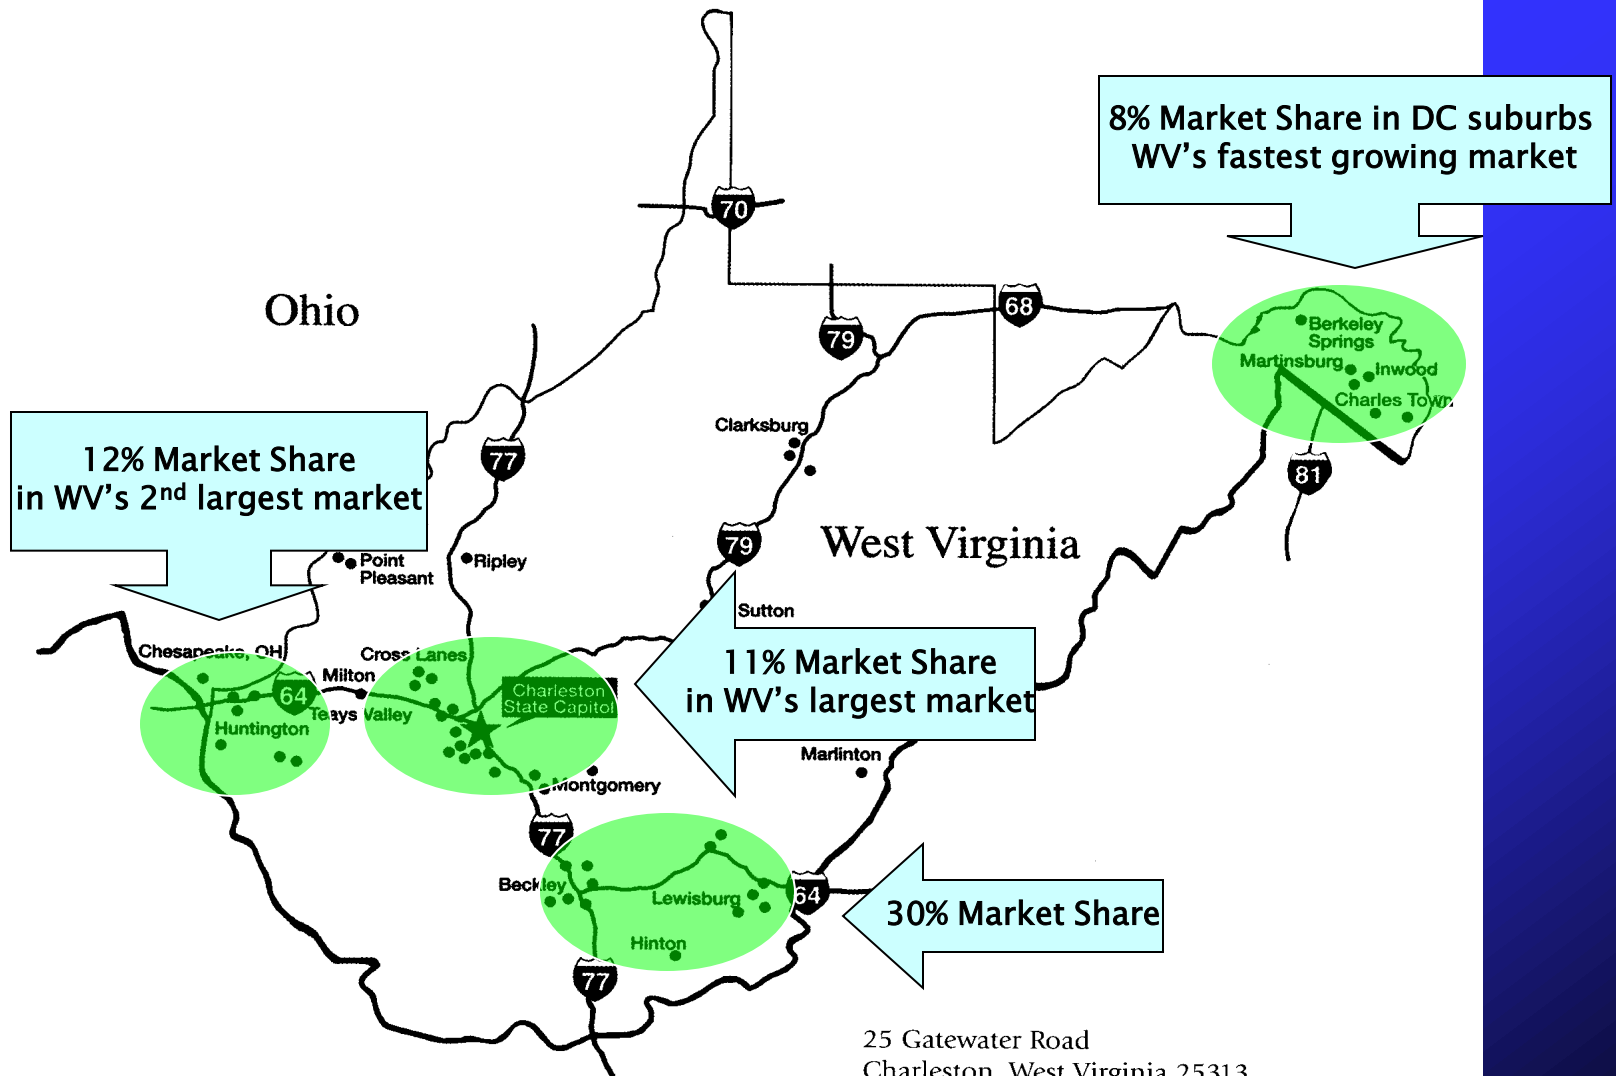 8% Market Share in DC suburbs
WV's fastest growing market
70
Ohio
68
79
Berkeley
Springs
Martinsburg
Inwood
Charles Town
Clarksburg
12% Market Share
in WV's 2nd largest market
77
81
79
West Virginia
Point
Pleasant
Ripley
Sutton
11% Market Share
in WV's largest market
Chesapeake, OH
Cross Lanes
Milton
64
Charleston
State Capitol
Teays Valley
Huntington
Marlinton
Montgomery
77
Beckley
Lewisburg
64
30% Market Share
Hinton
77
25 Gatewater Road
Charleston, West Virginia 25313